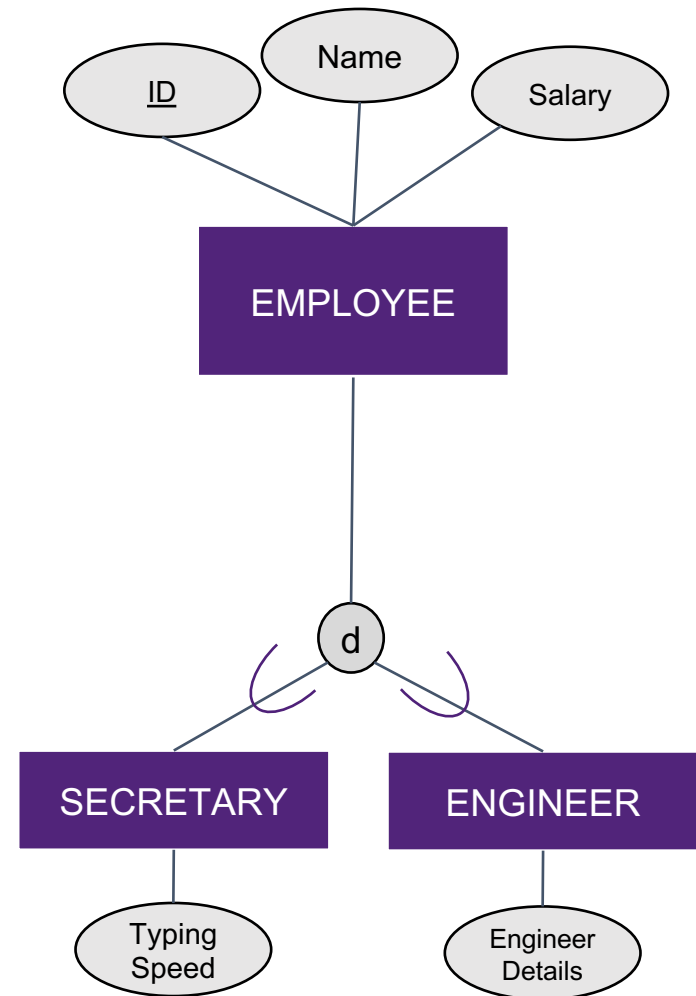 ID
Name
Salary
EMPLOYEE
d
SECRETARY
ENGINEER
Typing
Speed
Engineer
Details